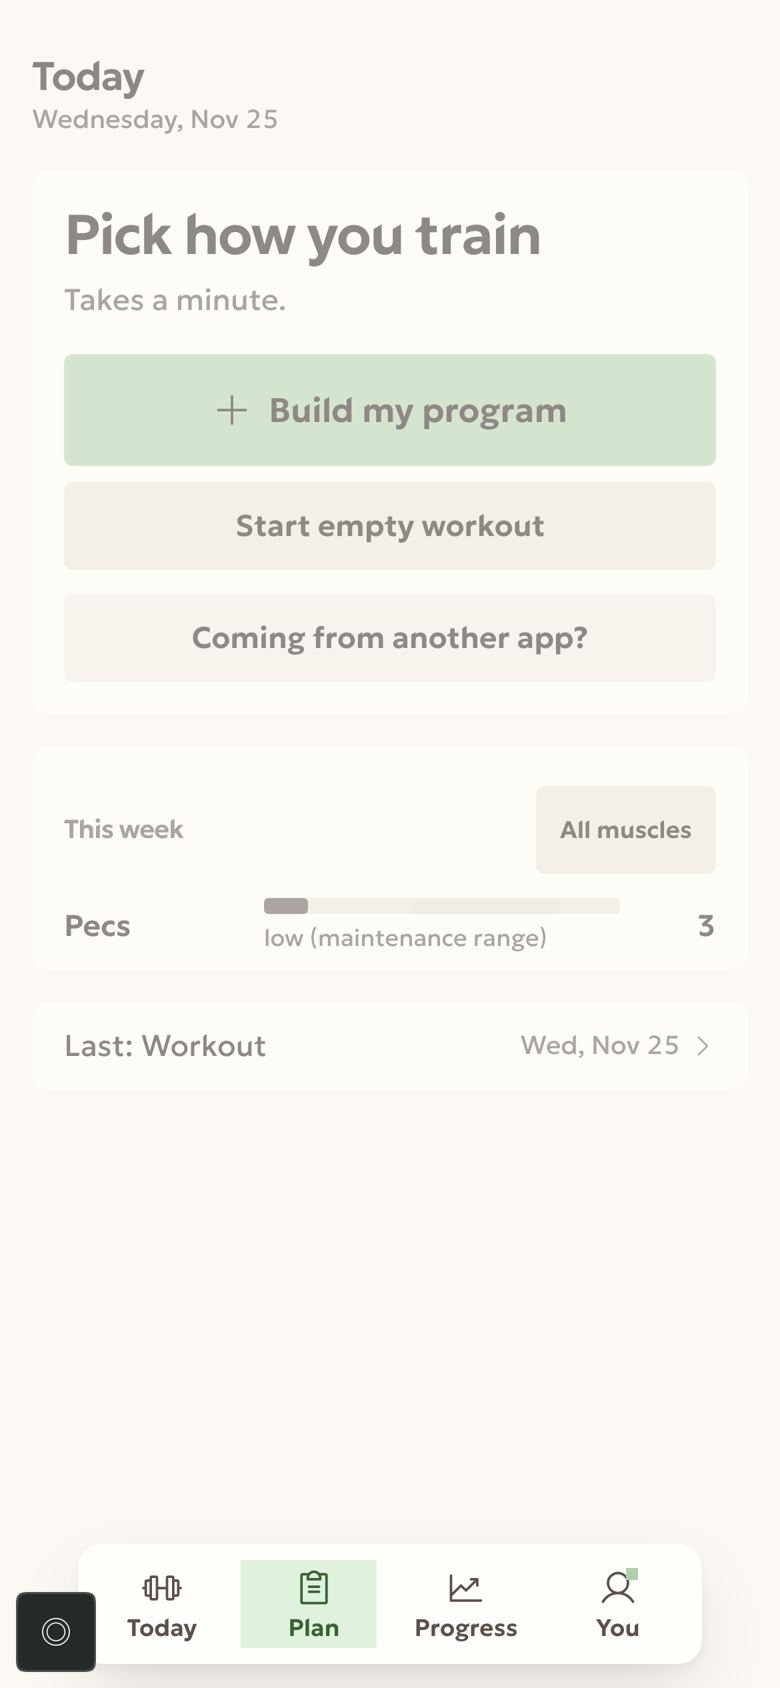 Today
Wednesday, Nov 25
Pick how you train
Takes a minute.
Build my program
Start empty workout
Coming from another app?
This week
All muscles
Pecs
low (maintenance range)
3
Last: Workout
Wed, Nov 25
Today
Plan
Progress
You